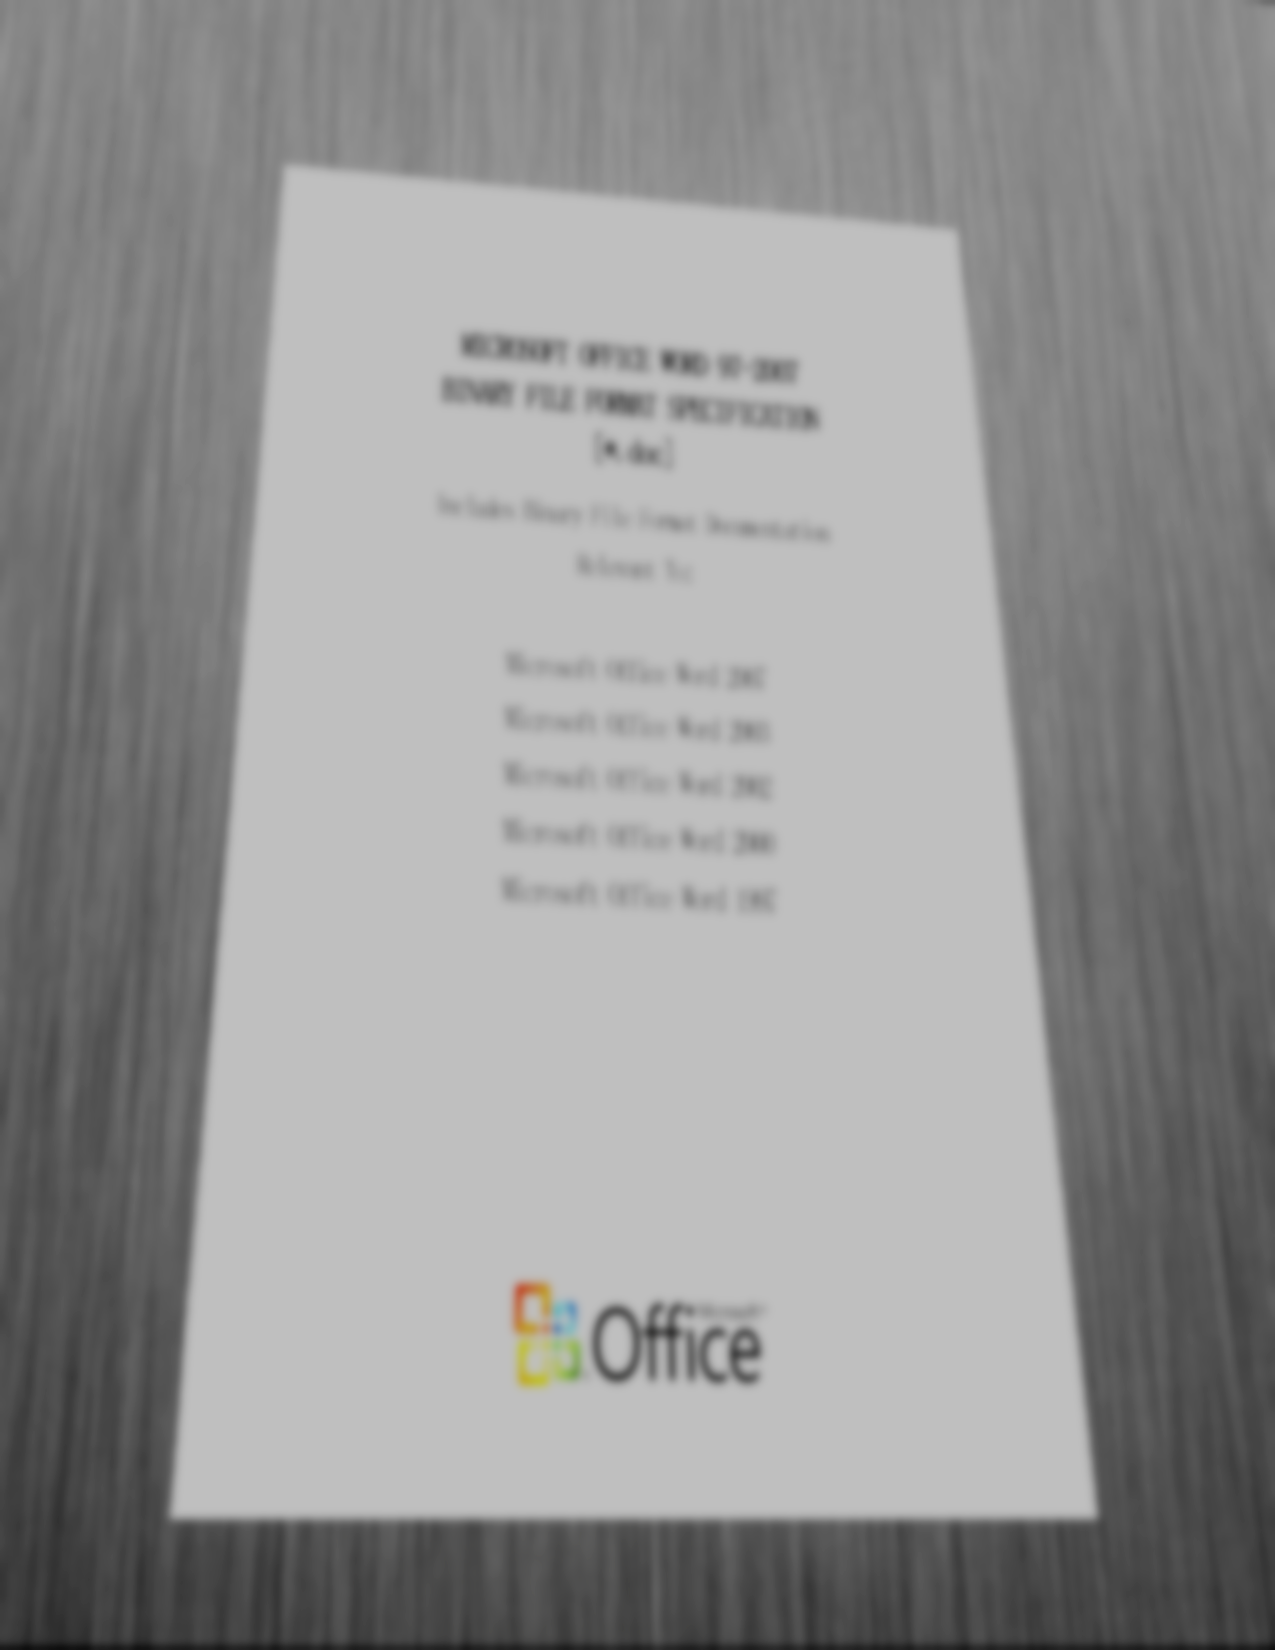 MICROSOFT OFFICE WORD 97-2007
BINARY FILE FORMAT SPECIFICATION
[*.doc]
Includes Binary File Format Documentation
Relevant To:
Microsoft Office Word 2007
Microsoft Office Word 2003
Microsoft Office Word 2002
Microsoft Office Word 2000
Microsoft Office Word 1997
Microsoft
Office